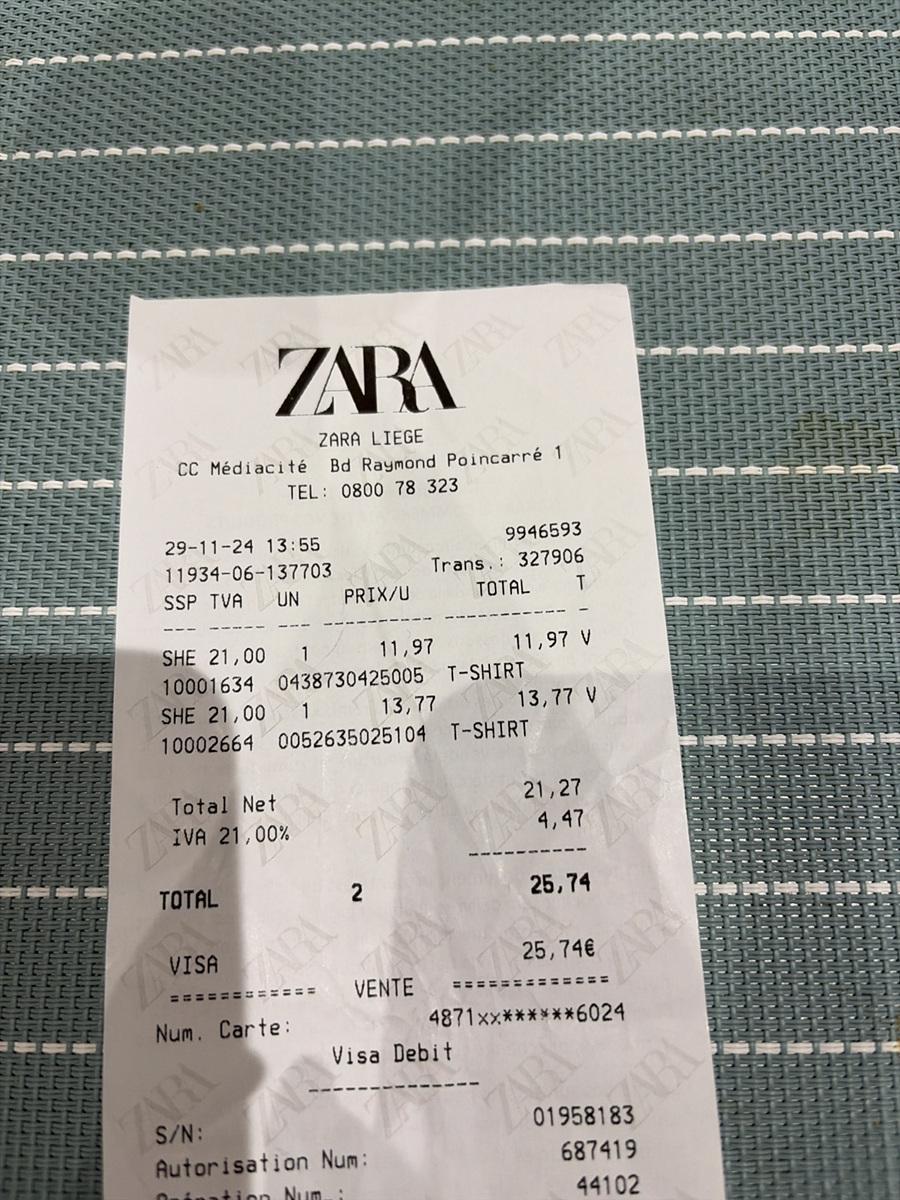 ZARA
ZARA LIEGE
CC Médiacité Bd Raymond Poincarré 1
TEL: 0800 78 323
29-11-24 13:55 9946593
11934-06-137703 Trans.: 327906
SSP TVA UN PRIX/U TOTAL T
--- ----- --- ---------- ----------- -
SHE 21,00 1 11,97 11,97 V
10001634 0438730425005 T-SHIRT
SHE 21,00 1 13,77 13,77 V
10002664 0052635025104 T-SHIRT
Total Net 21,27
IVA 21,00% 4,47
----------
TOTAL 2 25,74
VISA 25,74€
============ VENTE =============
Num. Carte: 4871xx******6024
Visa Debit
--------------
S/N: 01958183
Autorisation Num: 687419
Opération Num.: 44102